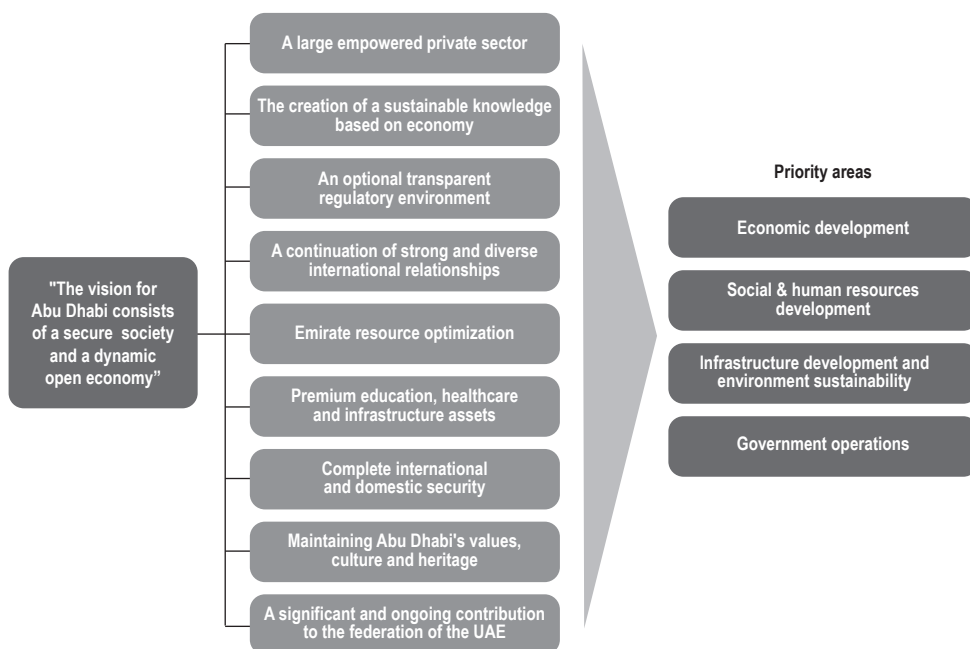 "The vision for
Abu Dhabi consists
of a secure society
and a dynamic
open economy”
A large empowered private sector
The creation of a sustainable knowledge
based on economy
An optional transparent
regulatory environment
A continuation of strong and diverse
international relationships
Emirate resource optimization
Premium education, healthcare
and infrastructure assets
Complete international
and domestic security
Maintaining Abu Dhabi's values,
culture and heritage
A significant and ongoing contribution
to the federation of the UAE
Priority areas
Economic development
Social & human resources
development
Infrastructure development and
environment sustainability
Government operations